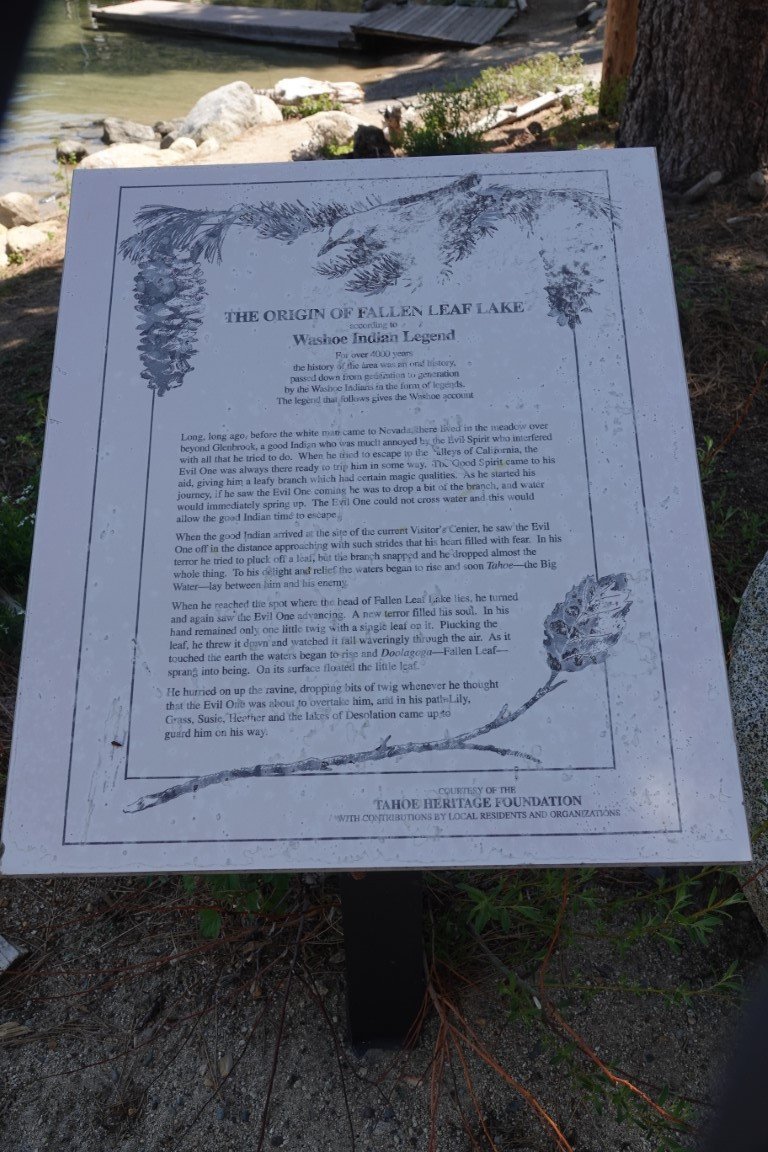 THE ORIGIN OF FALLEN LEAF LAKE
according to
Washoe Indian Legend
For over 4000 years
the history of the area was an oral history,
passed down from generation to generation
by the Washoe Indians in the form of legends.
The legend that follows gives the Washoe account
Long, long ago, before the white man came to Nevada, there lived in the meadow over
beyond Glenbrook, a good Indian who was much annoyed by the Evil Spirit who interfered
with all that he tried to do. When he tried to escape to the valleys of California, the
Evil One was always there ready to trip him in some way. The Good Spirit came to his
aid, giving him a leafy branch which had certain magic qualities. As he started his
journey, if he saw the Evil One coming he was to drop a bit of the branch, and water
would immediately spring up. The Evil One could not cross water and this would
allow the good Indian time to escape.
When the good Indian arrived at the site of the current Visitor's Center, he saw the Evil
One off in the distance approaching with such strides that his heart filled with fear. In his
terror he tried to pluck off a leaf, but the branch snapped and he dropped almost the
whole thing. To his delight and relief the waters began to rise and soon Tahoe—the Big
Water—lay between him and his enemy.
When he reached the spot where the head of Fallen Leaf Lake lies, he turned
and again saw the Evil One advancing. A new terror filled his soul. In his
hand remained only one little twig with a single leaf on it. Plucking the
leaf, he threw it down and watched it fall waveringly through the air. As it
touched the earth the waters began to rise and Doolagoga—Fallen Leaf—
sprang into being. On its surface floated the little leaf.
He hurried on up the ravine, dropping bits of twig whenever he thought
that the Evil One was about to overtake him, and in his path Lily,
Grass, Susie, Heather and the lakes of Desolation came up to
guard him on his way.
COURTESY OF THE
TAHOE HERITAGE FOUNDATION
WITH CONTRIBUTIONS BY LOCAL RESIDENTS AND ORGANIZATIONS